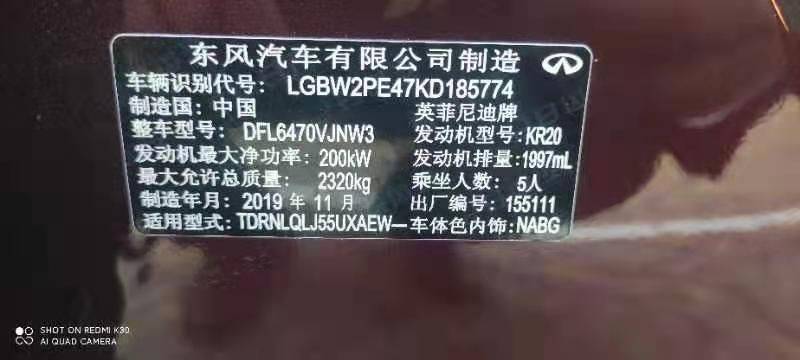 东风汽车有限公司制造
车辆识别代号: LGBW2PE47KD185774
制造国: 中国 英菲尼迪牌
整车型号: DFL6470VJNW3 发动机型号: KR20
发动机最大净功率: 200kW 发动机排量: 1997mL
最大允许总质量: 2320kg 乘坐人数: 5人
制造年月: 2019 年 11 月 出厂编号: 155111
适用型式: TDRNLQLJ55UXAEW— 车体色内饰: NABG
SHOT ON REDMI K30
AI QUAD CAMERA